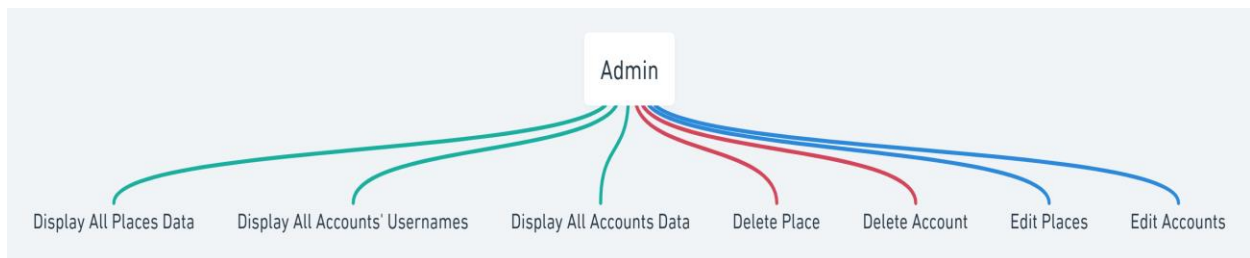 Admin
Display All Places Data
Display All Accounts' Usernames
Display All Accounts Data
Delete Place
Delete Account
Edit Places
Edit Accounts